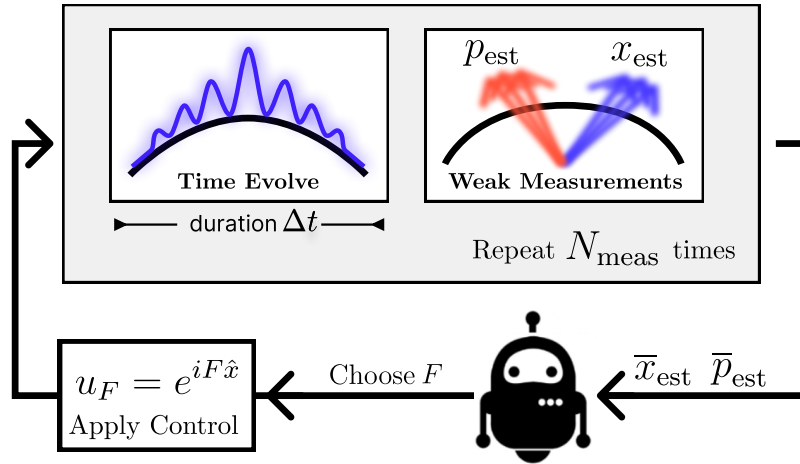 p_est x_est
Time Evolve
Weak Measurements
duration Δt
Repeat N_meas times
u_F = e^{iFx̂}
Apply Control
Choose F
x̅_est p̅_est